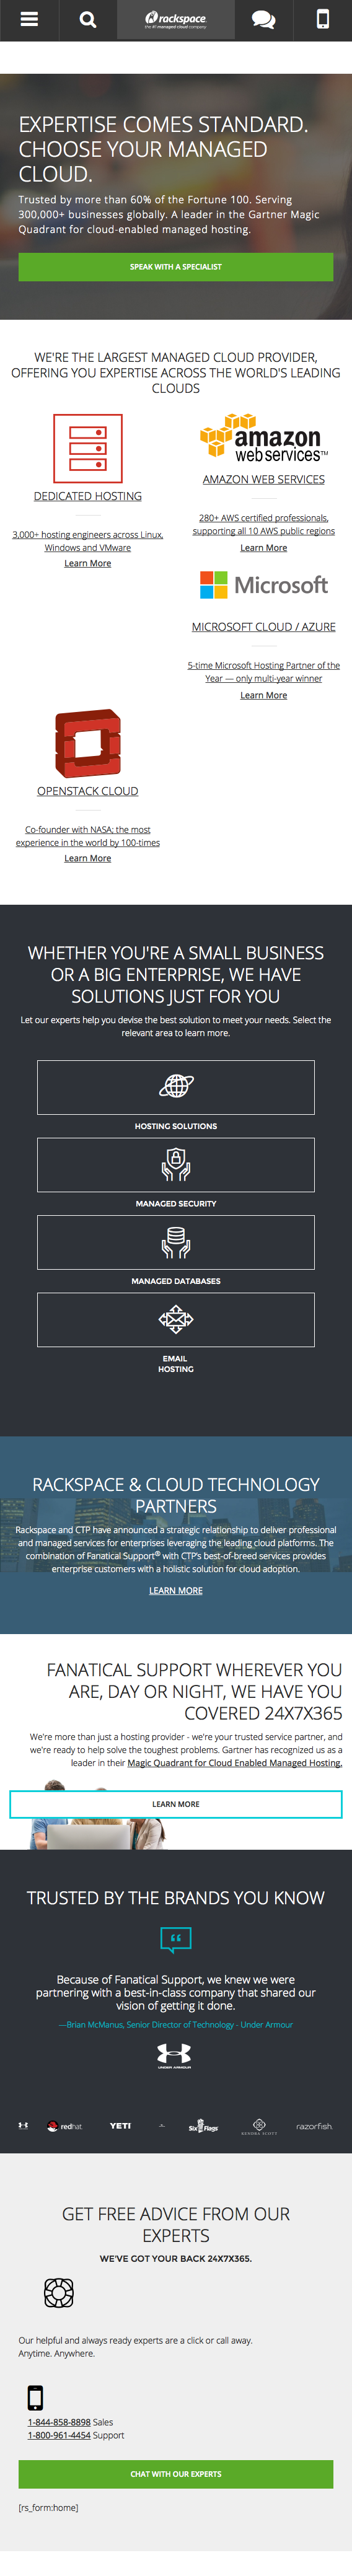 rackspace
the #1 managed cloud company
EXPERTISE COMES STANDARD.
CHOOSE YOUR MANAGED
CLOUD.
Trusted by more than 60% of the Fortune 100. Serving
300,000+ businesses globally. A leader in the Gartner Magic
Quadrant for cloud-enabled managed hosting.
SPEAK WITH A SPECIALIST
WE'RE THE LARGEST MANAGED CLOUD PROVIDER,
OFFERING YOU EXPERTISE ACROSS THE WORLD'S LEADING
CLOUDS
DEDICATED HOSTING
3,000+ hosting engineers across Linux,
Windows and VMware
Learn More
amazon
webservices™
AMAZON WEB SERVICES
280+ AWS certified professionals,
supporting all 10 AWS public regions
Learn More
Microsoft
MICROSOFT CLOUD / AZURE
5-time Microsoft Hosting Partner of the
Year — only multi-year winner
Learn More
OPENSTACK CLOUD
Co-founder with NASA; the most
experience in the world by 100-times
Learn More
WHETHER YOU'RE A SMALL BUSINESS
OR A BIG ENTERPRISE, WE HAVE
SOLUTIONS JUST FOR YOU
Let our experts help you devise the best solution to meet your needs. Select the
relevant area to learn more.
HOSTING SOLUTIONS
MANAGED SECURITY
MANAGED DATABASES
EMAIL
HOSTING
RACKSPACE & CLOUD TECHNOLOGY
PARTNERS
Rackspace and CTP have announced a strategic relationship to deliver professional
and managed services for enterprises leveraging the leading cloud platforms. The
combination of Fanatical Support® with CTP's best-of-breed services provides
enterprise customers with a holistic solution for cloud adoption.
LEARN MORE
FANATICAL SUPPORT WHEREVER YOU
ARE, DAY OR NIGHT, WE HAVE YOU
COVERED 24X7X365
We're more than just a hosting provider - we're your trusted service partner, and
we're ready to help solve the toughest problems. Gartner has recognized us as a
leader in their Magic Quadrant for Cloud Enabled Managed Hosting.
LEARN MORE
TRUSTED BY THE BRANDS YOU KNOW
Because of Fanatical Support, we knew we were
partnering with a best-in-class company that shared our
vision of getting it done.
—Brian McManus, Senior Director of Technology - Under Armour
UNDER ARMOUR
redhat
YETI
Six Flags
KENDRA SCOTT
razorfish
GET FREE ADVICE FROM OUR
EXPERTS
WE'VE GOT YOUR BACK 24X7X365.
Our helpful and always ready experts are a click or call away.
Anytime. Anywhere.
1-844-858-8898 Sales
1-800-961-4454 Support
CHAT WITH OUR EXPERTS
[rs_form:home]